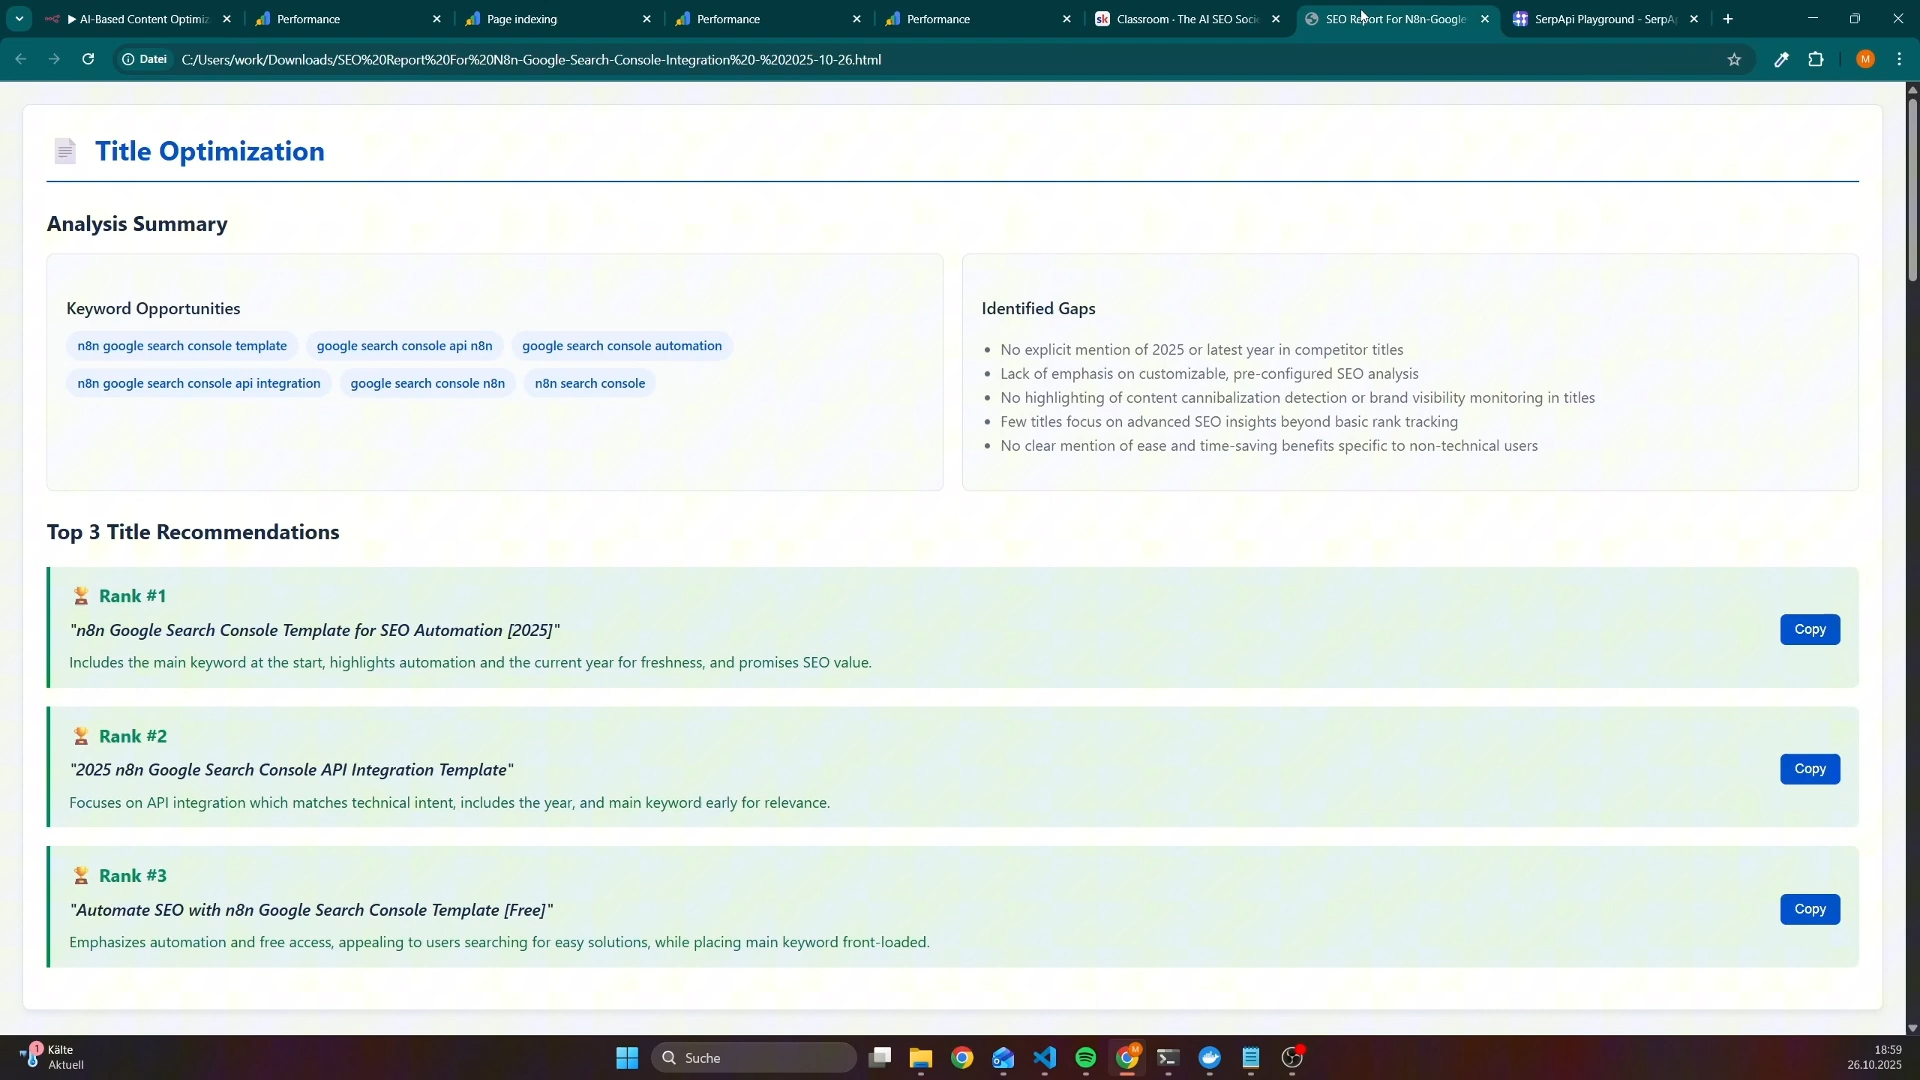 ▶ AI-Based Content Optimiz
Performance
Page indexing
Performance
Performance
sk
Classroom · The AI SEO Socie
SEO Report For N8n-Google
SerpApi Playground - SerpA
Datei
C:/Users/work/Downloads/SEO%20Report%20For%20N8n-Google-Search-Console-Integration%20-%202025-10-26.html
M
Title Optimization
Analysis Summary
Keyword Opportunities
n8n google search console template
google search console api n8n
google search console automation
n8n google search console api integration
google search console n8n
n8n search console
Identified Gaps
• No explicit mention of 2025 or latest year in competitor titles
• Lack of emphasis on customizable, pre-configured SEO analysis
• No highlighting of content cannibalization detection or brand visibility monitoring in titles
• Few titles focus on advanced SEO insights beyond basic rank tracking
• No clear mention of ease and time-saving benefits specific to non-technical users
Top 3 Title Recommendations
Rank #1
"n8n Google Search Console Template for SEO Automation [2025]"
Includes the main keyword at the start, highlights automation and the current year for freshness, and promises SEO value.
Copy
Rank #2
"2025 n8n Google Search Console API Integration Template"
Focuses on API integration which matches technical intent, includes the year, and main keyword early for relevance.
Copy
Rank #3
"Automate SEO with n8n Google Search Console Template [Free]"
Emphasizes automation and free access, appealing to users searching for easy solutions, while placing main keyword front-loaded.
Copy
1
Kälte
Aktuell
Suche
M
18:59
26.10.2025